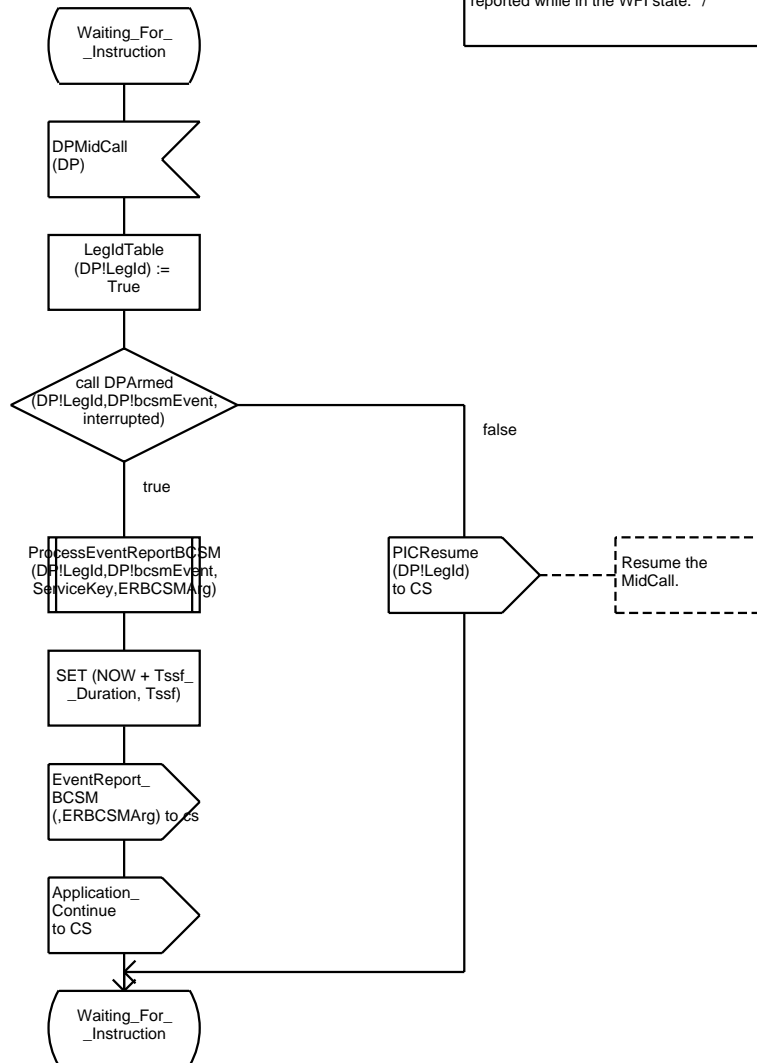 reported while in the WFI state. */
Waiting_For_
_Instruction
DPMidCall
(DP)
LegIdTable
(DP!LegId) :=
True
call DPArmed
(DP!LegId,DP!bcsmEvent,
interrupted)
false
true
ProcessEventReportBCSM
(DP!LegId,DP!bcsmEvent,
ServiceKey,ERBCSMArg)
PICResume
(DP!LegId)
to CS
Resume the
MidCall.
SET (NOW + Tssf_
_Duration, Tssf)
EventReport_
BCSM
(,ERBCSMArg) to cs
Application_
Continue
to CS
Waiting_For_
_Instruction